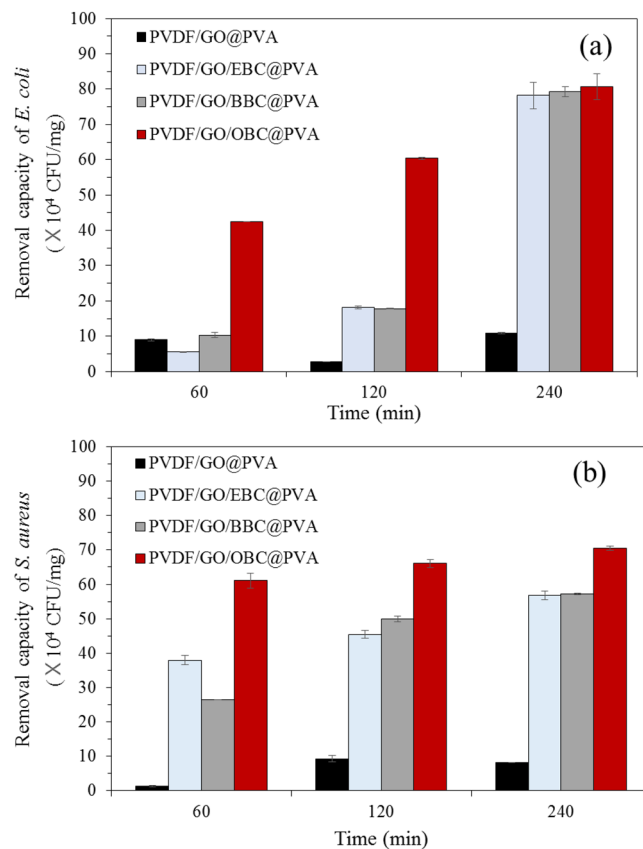 100
90
80
70
60
50
40
30
20
10
0
Removal capacity of E. coli
( X10⁴ CFU/mg)
PVDF/GO@PVA
PVDF/GO/EBC@PVA
PVDF/GO/BBC@PVA
PVDF/GO/OBC@PVA
(a)
60 120 240
Time (min)
100
90
80
70
60
50
40
30
20
10
0
Removal capacity of S. aureus
( X10⁴ CFU/mg)
PVDF/GO@PVA
PVDF/GO/EBC@PVA
PVDF/GO/BBC@PVA
PVDF/GO/OBC@PVA
(b)
60 120 240
Time (min)